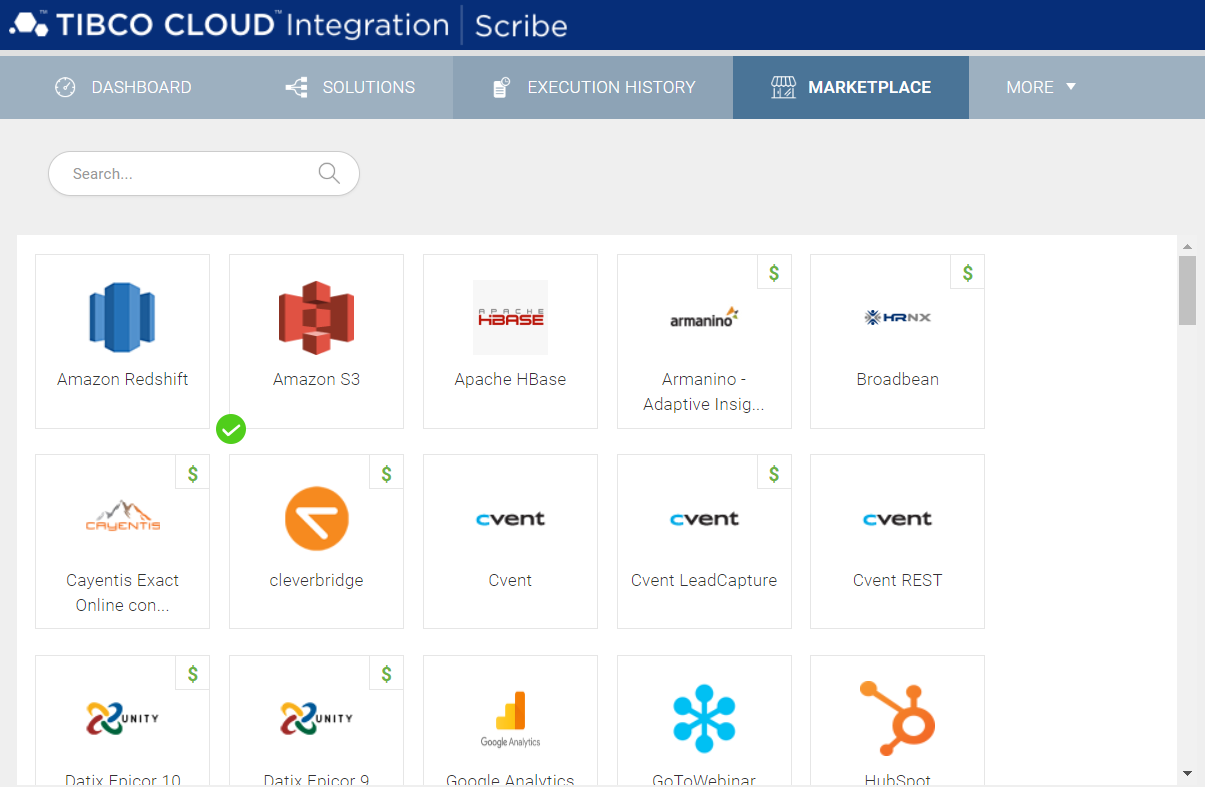 TIBCO CLOUD™ Integration | Scribe
DASHBOARD
SOLUTIONS
EXECUTION HISTORY
MARKETPLACE
MORE
Search...
Amazon Redshift
Amazon S3
APACHE
HBASE
Apache HBase
$
armanino
Armanino -
Adaptive Insig...
$
HRNX
Broadbean
$
CAYENTIS
Cayentis Exact
Online con...
$
cleverbridge
cvent
Cvent
$
cvent
Cvent LeadCapture
cvent
Cvent REST
$
UNITY
Datix Epicor 10
$
UNITY
Datix Epicor 9
Google Analytics
Google Analytics
GoToWebinar
HubSpot